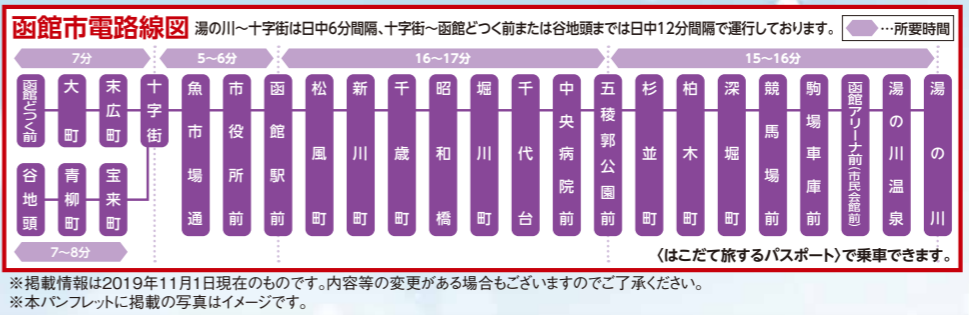 函館市電路線図 湯の川～十字街は日中6分間隔、十字街～函館どつく前または谷地頭までは日中12分間隔で運行しております。 …所要時間
7分 5～6分 16～17分 15～16分
函館どつく前
大町
末広町
十字街
魚市場通
市役所前
函館駅前
松風町
新川町
千歳町
昭和橋
堀川町
千代台
中央病院前
五稜郭公園前
杉並町
柏木町
深堀町
競馬場前
駒場車庫前
函館アリーナ前(市民会館前)
湯の川温泉
湯の川
谷地頭
青柳町
宝来町
7～8分
〈はこだて旅するパスポート〉で乗車できます。
※掲載情報は2019年11月1日現在のものです。内容等の変更がある場合もございますのでご了承ください。
※本パンフレットに掲載の写真はイメージです。